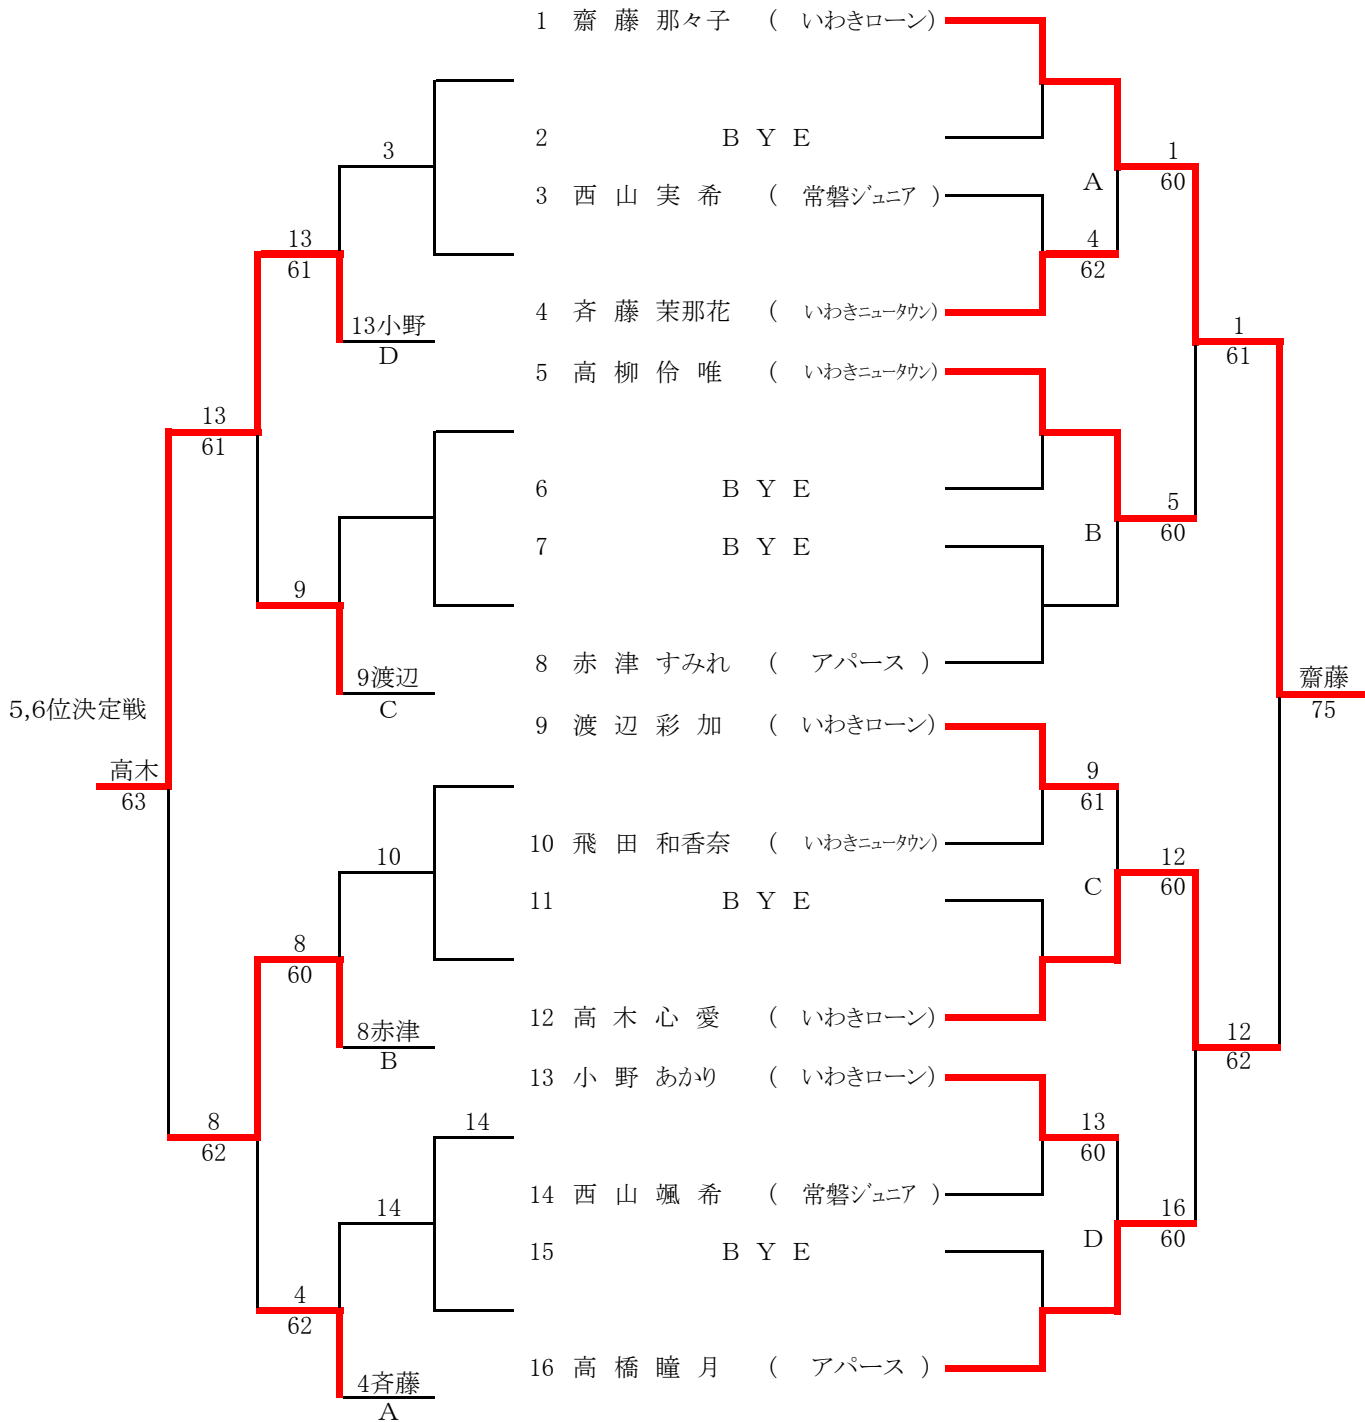 1 齋 藤 那々子 ( いわきローン)
2 B Y E
3
1
A
60
3 西 山 実 希 ( 常磐ジュニア )
13
61
4
62
4 斉 藤 茉那花 ( いわきニュータウン)
13小野
D
1
61
5 高 柳 伶 唯 ( いわきニュータウン)
13
61
6 B Y E
5
B
60
7 B Y E
9
8 赤 津 すみれ ( アパース )
9渡辺
C
齋藤
75
5,6位決定戦
9 渡 辺 彩 加 ( いわきローン)
高木
63
9
61
10 飛 田 和香奈 ( いわきニュータウン)
10
12
C
60
11 B Y E
8
60
12 高 木 心 愛 ( いわきローン)
8赤津
B
12
62
13 小 野 あかり ( いわきローン)
8
62
14
13
60
14 西 山 颯 希 ( 常磐ジュニア )
14
16
D
60
15 B Y E
4
62
16 高 橋 瞳 月 ( アパース )
4斉藤
A